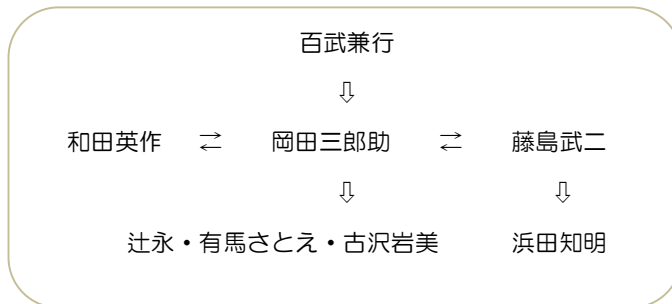 百武兼行
⇩
和田英作 ⇄ 岡田三郎助 ⇄ 藤島武二
⇩ ⇩
辻永・有馬さとえ・古沢岩美 浜田知明